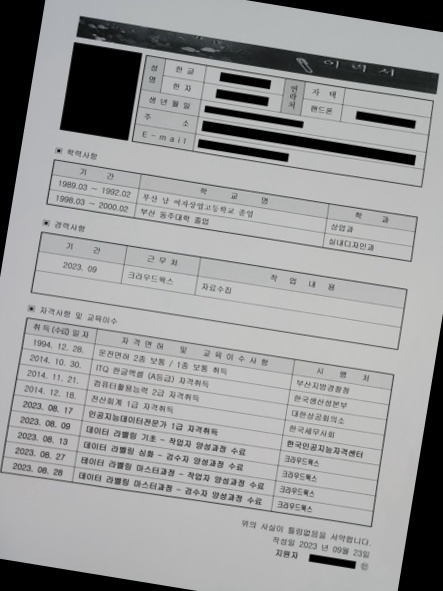 이 력 서
성명 한 글 연락처 자 택
한 자 핸드폰
생 년 월 일
주 소
E - m a i l
▣ 학력사항
기 간 학 교 명 학 과
1989.03 ~ 1992.02 부산 남 여자상업고등학교 졸업 상업과
1998.03 ~ 2000.02 부산 동주대학 졸업 실내디자인과
▣ 경력사항
기 간 근 무 처 작 업 내 용
2023. 09 크라우드웍스 자료수집
▣ 자격사항 및 교육이수
취득(수료)일자 자 격 면 허 및 교 육 이 수 사 항 시 행 처
1994. 12. 28. 운전면허 2종 보통 / 1종 보통 취득 부산지방경찰청
2014. 10. 30. ITQ 한글엑셀 (A등급) 자격취득 한국생산성본부
2014. 11. 21. 컴퓨터활용능력 2급 자격취득 대한상공회의소
2014. 12. 18. 전산회계 1급 자격취득 한국세무사회
2023. 08. 17 인공지능데이터전문가 1급 자격취득 한국인공지능자격센터
2023. 08. 09 데이터 라벨링 기초 - 작업자 양성과정 수료 크라우드웍스
2023. 08. 13 데이터 라벨링 심화 - 검수자 양성과정 수료 크라우드웍스
2023. 08. 27 데이터 라벨링 마스터과정 - 작업자 양성과정 수료 크라우드웍스
2023. 08. 28 데이터 라벨링 마스터과정 - 검수자 양성과정 수료 크라우드웍스
위의 사실이 틀림없음을 서약합니다.
작성일 2023 년 09월 23일
지원자 ㊞